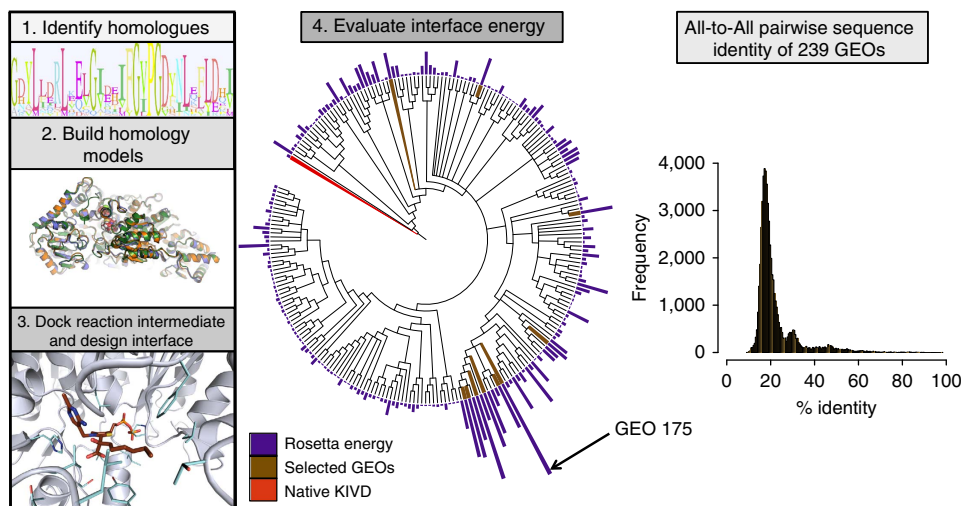 1. Identify homologues
2. Build homology
models
3. Dock reaction intermediate
and design interface
4. Evaluate interface energy
GEO 175
Rosetta energy
Selected GEOs
Native KIVD
All-to-All pairwise sequence
identity of 239 GEOs
4,000
3,000
2,000
1,000
0
Frequency
0 20 40 60 80 100
% identity